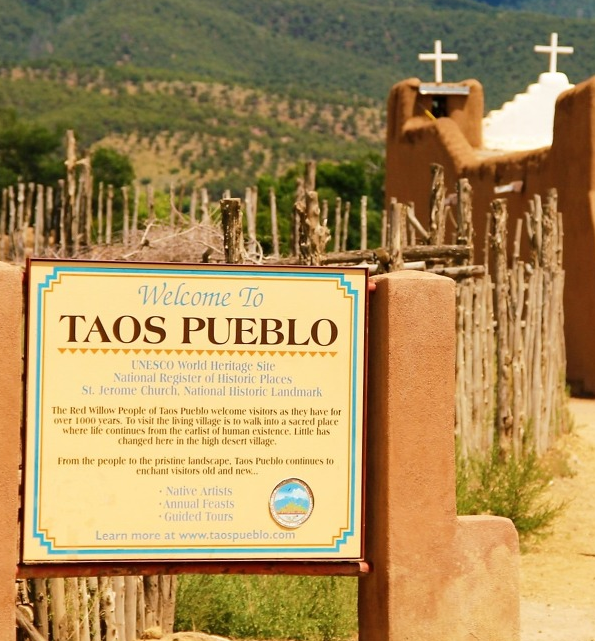 Welcome To
TAOS PUEBLO
UNESCO World Heritage Site
National Register of Historic Places
St. Jerome Church, National Historic Landmark
The Red Willow People of Taos Pueblo welcome visitors as they have for
over 1000 years. To visit the living village is to walk into a sacred place
where life continues from the earlist of human existence. Little has
changed here in the high desert village.
From the people to the pristine landscape, Taos Pueblo continues to
enchant visitors old and new...
· Native Artists
· Annual Feasts
· Guided Tours
Learn more at www.taospueblo.com